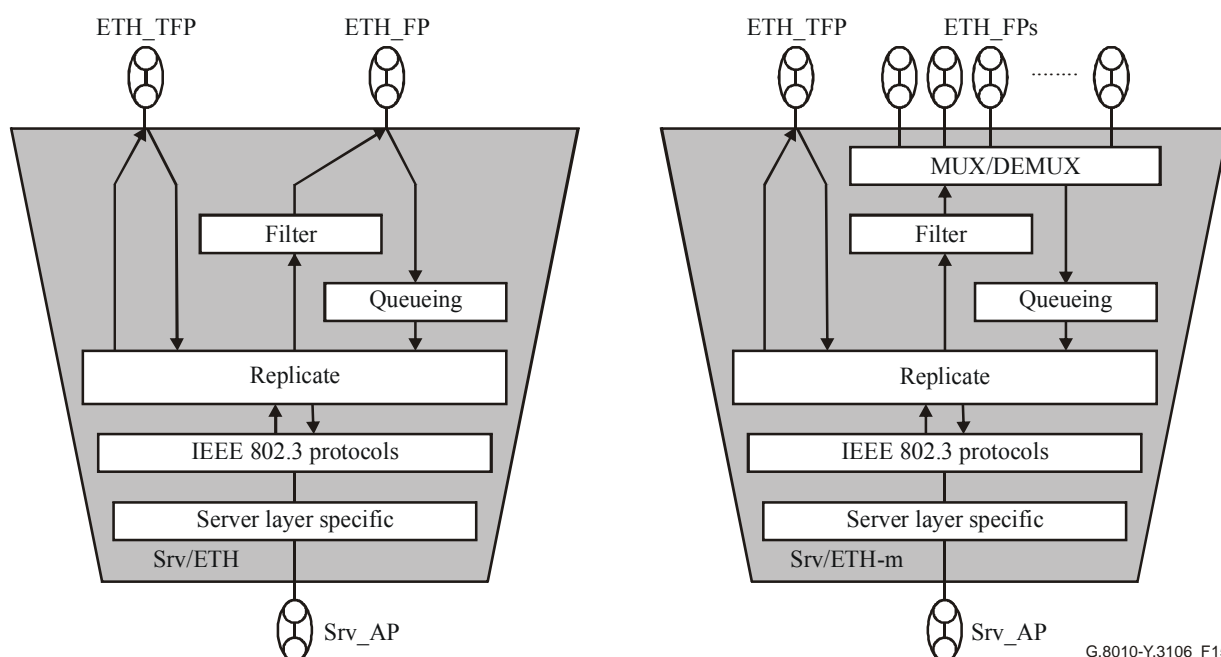 ETH_TFP ETH_FP
Filter
Queueing
Replicate
IEEE 802.3 protocols
Server layer specific
Srv/ETH
Srv_AP
ETH_TFP ETH_FPs
........
MUX/DEMUX
Filter
Queueing
Replicate
IEEE 802.3 protocols
Server layer specific
Srv/ETH-m
Srv_AP